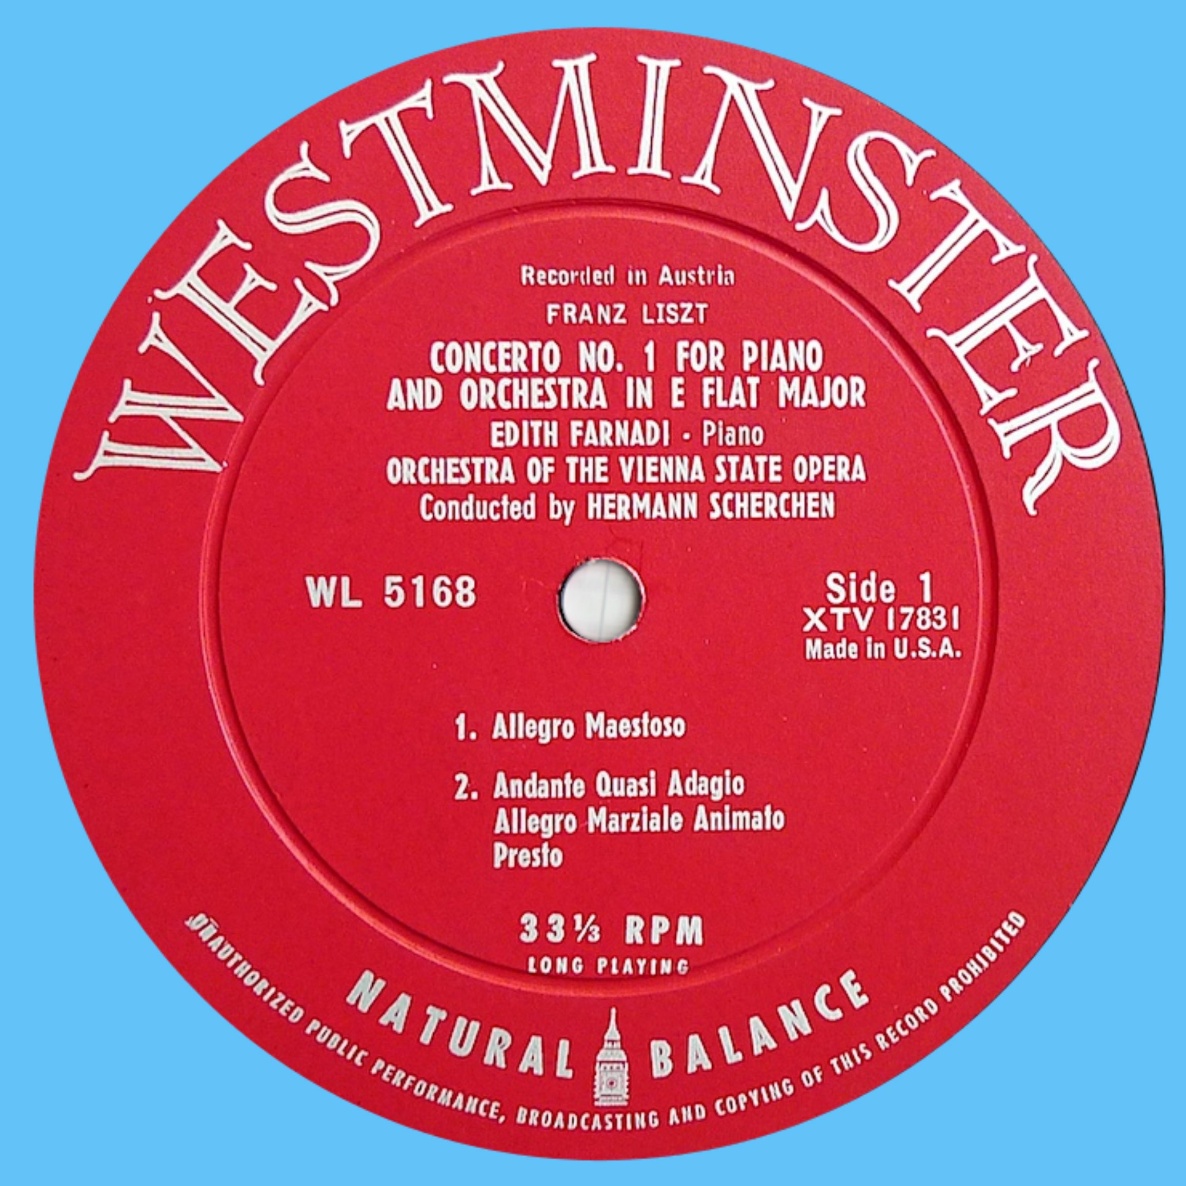 WESTMINSTER
Recorded in Austria
FRANZ LISZT
CONCERTO NO. 1 FOR PIANO
AND ORCHESTRA IN E FLAT MAJOR
EDITH FARNADI - Piano
ORCHESTRA OF THE VIENNA STATE OPERA
Conducted by HERMANN SCHERCHEN
WL 5168
Side 1
XTV 17831
Made in U.S.A.
1. Allegro Maestoso
2. Andante Quasi Adagio
Allegro Marziale Animato
Presto
33⅓ RPM
LONG PLAYING
NATURAL BALANCE
UNAUTHORIZED PUBLIC PERFORMANCE, BROADCASTING AND COPYING OF THIS RECORD PROHIBITED